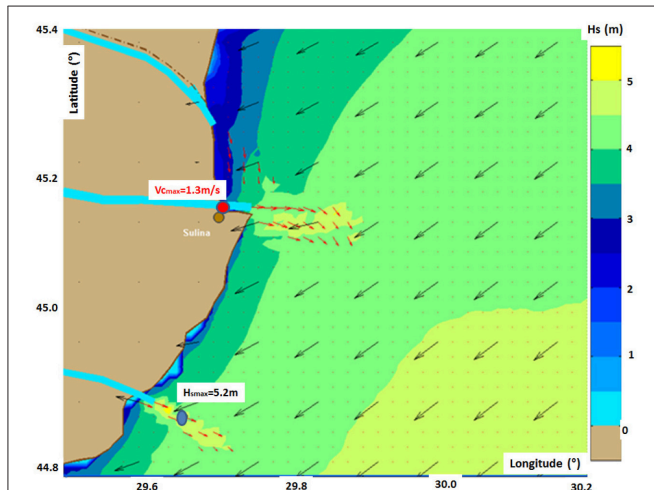 45.4
Hs (m)
Latitude (°)
5
4
Vcmax=1.3m/s
45.2
Sulina
3
2
45.0
1
Hsmax=5.2m
0
44.8
Longitude (°)
29.6
29.8
30.0
30.2